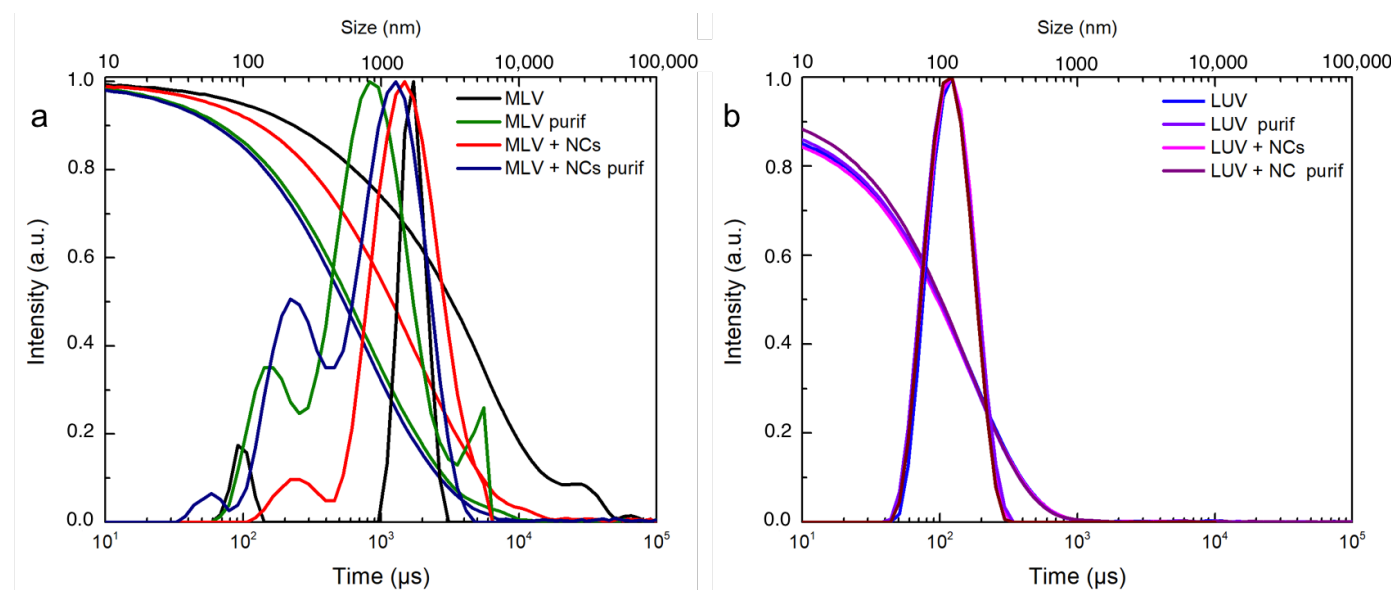 Size (nm)
10 100 1000 10,000 100,000
a
MLV
MLV purif
MLV + NCs
MLV + NCs purif
1.0
0.8
0.6
0.4
0.2
0.0
Intensity (a.u.)
10¹ 10² 10³ 10⁴ 10⁵
Time (µs)
Size (nm)
10 100 1000 10,000 100,000
b
LUV
LUV purif
LUV + NCs
LUV + NC purif
1.0
0.8
0.6
0.4
0.2
0.0
Intensity (a.u.)
10¹ 10² 10³ 10⁴ 10⁵
Time (µs)